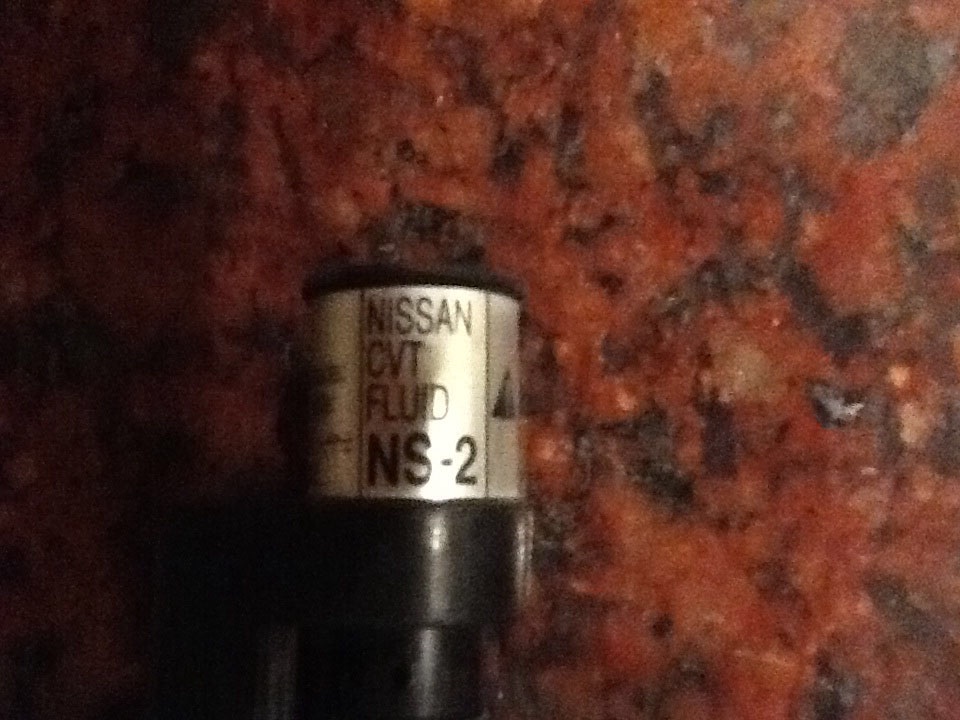 NISSAN
CVT
FLUID
NS-2